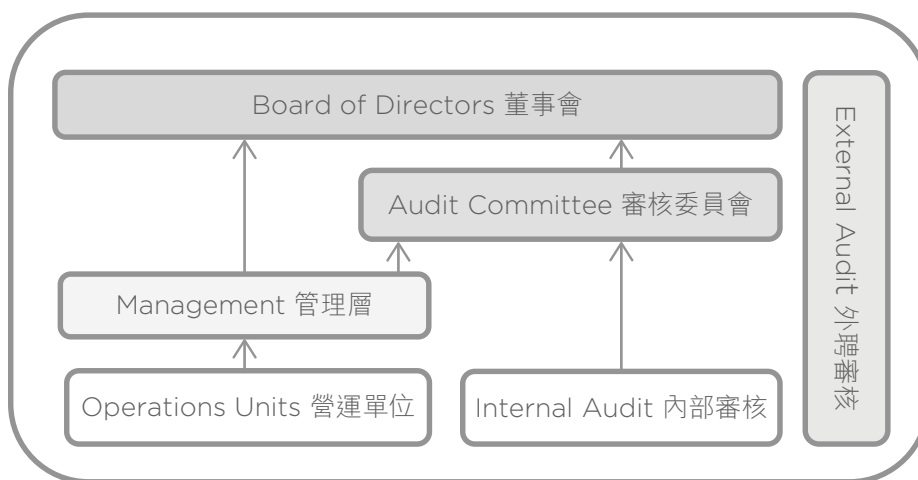 Board of Directors 董事會
Audit Committee 審核委員會
Management 管理層
Operations Units 營運單位
Internal Audit 內部審核
External Audit 外聘審核